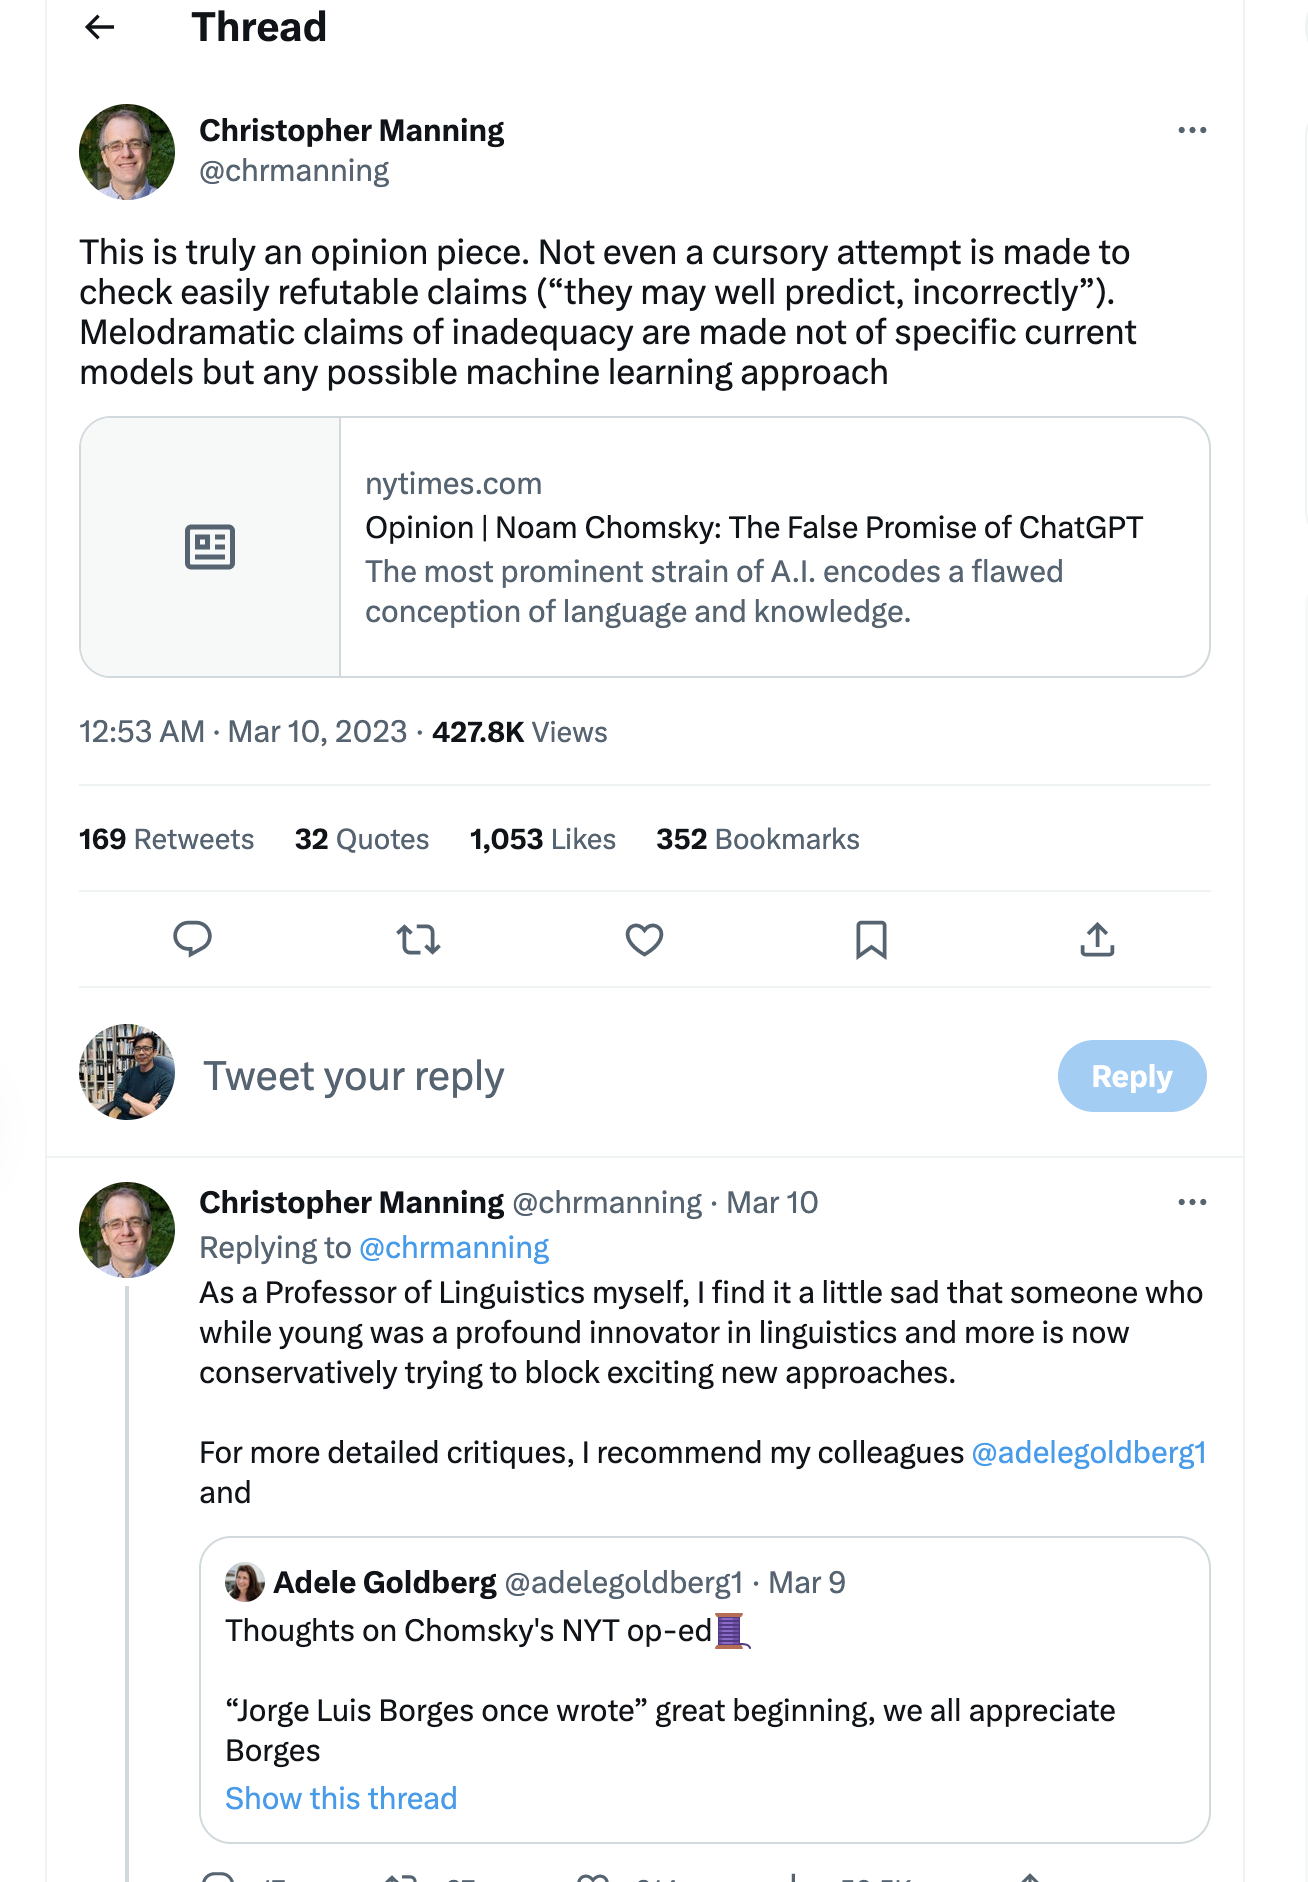 Thread
Christopher Manning
@chrmanning
This is truly an opinion piece. Not even a cursory attempt is made to
check easily refutable claims (“they may well predict, incorrectly”).
Melodramatic claims of inadequacy are made not of specific current
models but any possible machine learning approach
nytimes.com
Opinion | Noam Chomsky: The False Promise of ChatGPT
The most prominent strain of A.I. encodes a flawed
conception of language and knowledge.
12:53 AM · Mar 10, 2023 · 427.8K Views
169 Retweets 32 Quotes 1,053 Likes 352 Bookmarks
Tweet your reply
Reply
Christopher Manning @chrmanning · Mar 10
Replying to @chrmanning
As a Professor of Linguistics myself, I find it a little sad that someone who
while young was a profound innovator in linguistics and more is now
conservatively trying to block exciting new approaches.
For more detailed critiques, I recommend my colleagues @adelegoldberg1
and
Adele Goldberg @adelegoldberg1 · Mar 9
Thoughts on Chomsky's NYT op-ed🧵
“Jorge Luis Borges once wrote” great beginning, we all appreciate
Borges
Show this thread